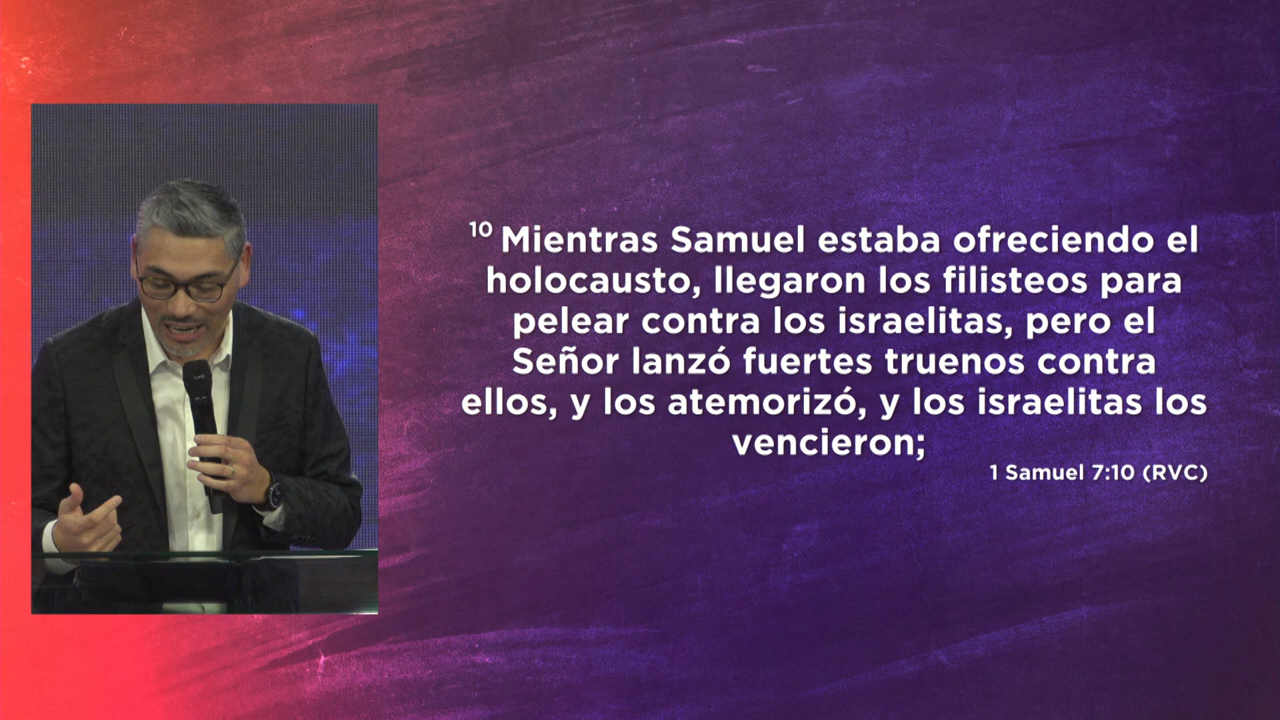 10 Mientras Samuel estaba ofreciendo el
holocausto, llegaron los filisteos para
pelear contra los israelitas, pero el
Señor lanzó fuertes truenos contra
ellos, y los atemorizó, y los israelitas los
vencieron;
1 Samuel 7:10 (RVC)